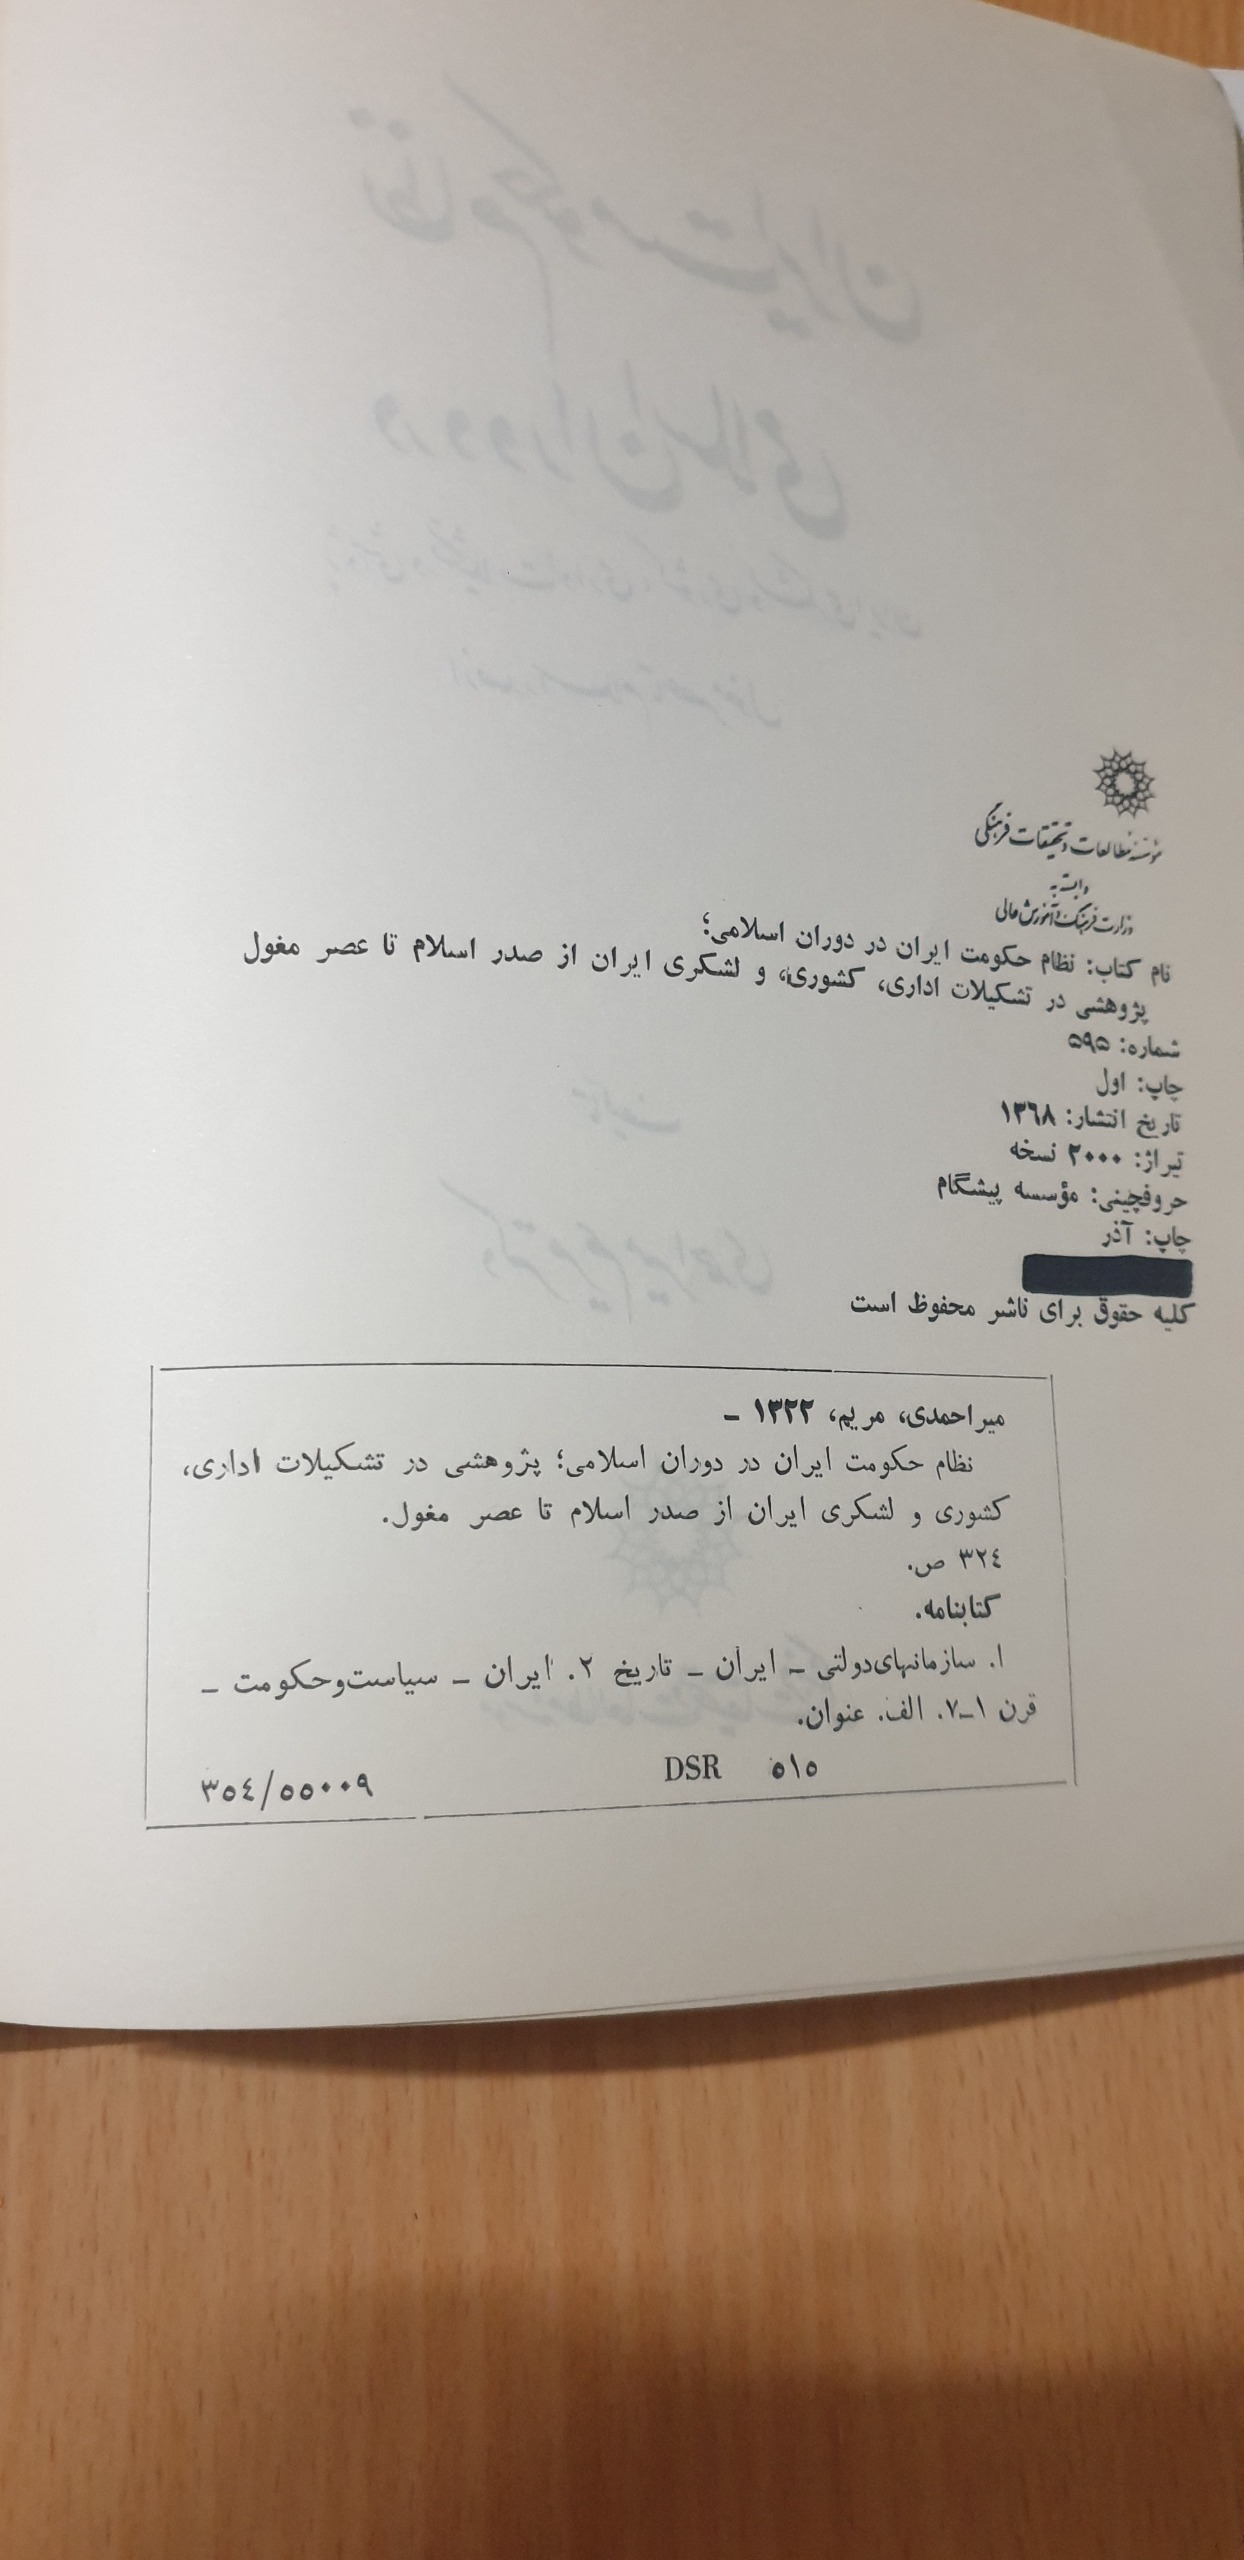 مؤسسه مطالعات و تحقیقات فرهنگی
وابسته به
وزارت فرهنگ و آموزش عالی
نام کتاب: نظام حکومت ایران در دوران اسلامی؛
پژوهشی در تشکیلات اداری، کشوری، و لشکری ایران از صدر اسلام تا عصر مغول
شماره: ۵۹۵
چاپ: اول
تاریخ انتشار: ۱۳۶۸
تیراژ: ۲۰۰۰ نسخه
حروفچینی: مؤسسه پیشگام
چاپ: آذر
کلیه حقوق برای ناشر محفوظ است
میراحمدی، مریم، ۱۳۲۲ –
نظام حکومت ایران در دوران اسلامی؛ پژوهشی در تشکیلات اداری،
کشوری و لشکری ایران از صدر اسلام تا عصر مغول.
۳۲٤ ص.
کتابنامه.
۱. سازمانهای‌دولتی – ایران – تاریخ ۲. ایران – سیاست‌وحکومت –
قرن ۱–۷. الف. عنوان.
۳٥٤/٥٥۰۰۹ DSR ٥۱٥